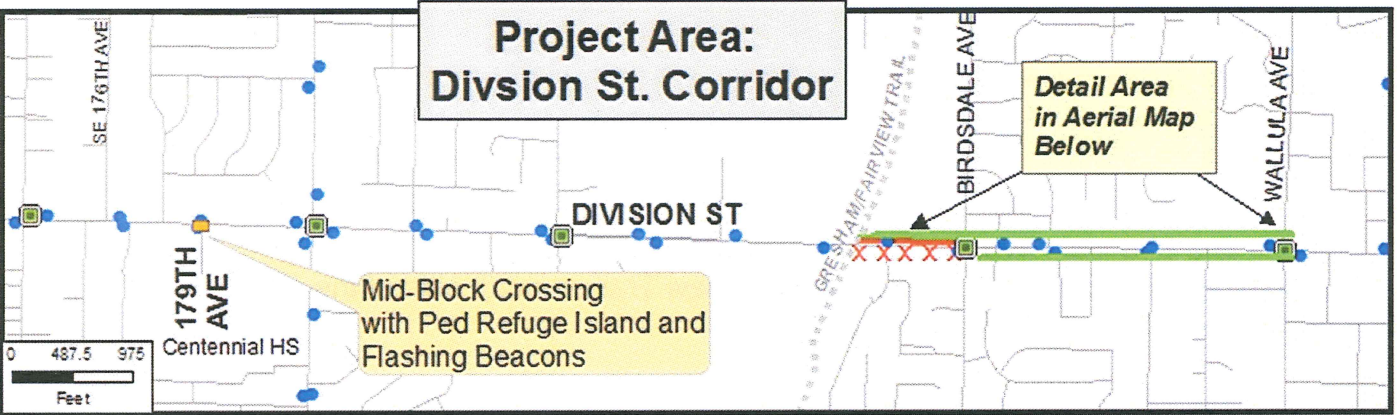 Project Area:
Divsion St. Corridor
SE 176TH AVE
GRESHAM/FAIRVIEW TRAIL
BIRDSDALE AVE
Detail Area
in Aerial Map
Below
WALLULA AVE
DIVISION ST
179TH
AVE
Mid-Block Crossing
with Ped Refuge Island and
Flashing Beacons
Centennial HS
0 487.5 975
Feet